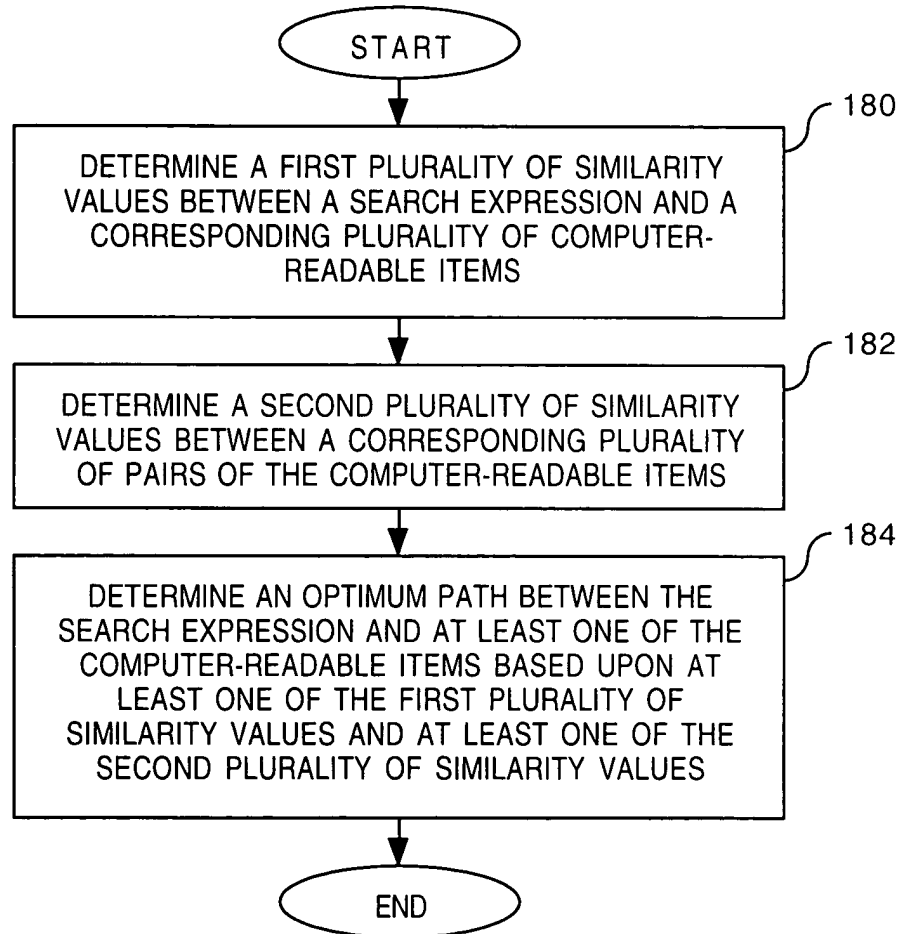 START
180
DETERMINE A FIRST PLURALITY OF SIMILARITY
VALUES BETWEEN A SEARCH EXPRESSION AND A
CORRESPONDING PLURALITY OF COMPUTER-
READABLE ITEMS
182
DETERMINE A SECOND PLURALITY OF SIMILARITY
VALUES BETWEEN A CORRESPONDING PLURALITY
OF PAIRS OF THE COMPUTER-READABLE ITEMS
184
DETERMINE AN OPTIMUM PATH BETWEEN THE
SEARCH EXPRESSION AND AT LEAST ONE OF THE
COMPUTER-READABLE ITEMS BASED UPON AT
LEAST ONE OF THE FIRST PLURALITY OF
SIMILARITY VALUES AND AT LEAST ONE OF THE
SECOND PLURALITY OF SIMILARITY VALUES
END